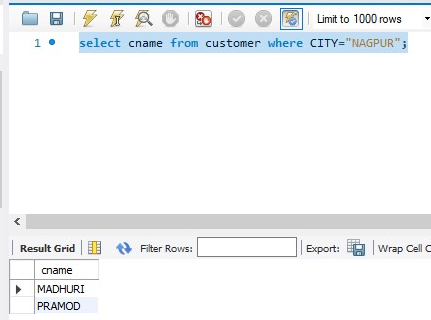 Limit to 1000 rows
1 select cname from customer where CITY="NAGPUR";
Result Grid Filter Rows: Export: Wrap Cell C
cname
MADHURI
PRAMOD